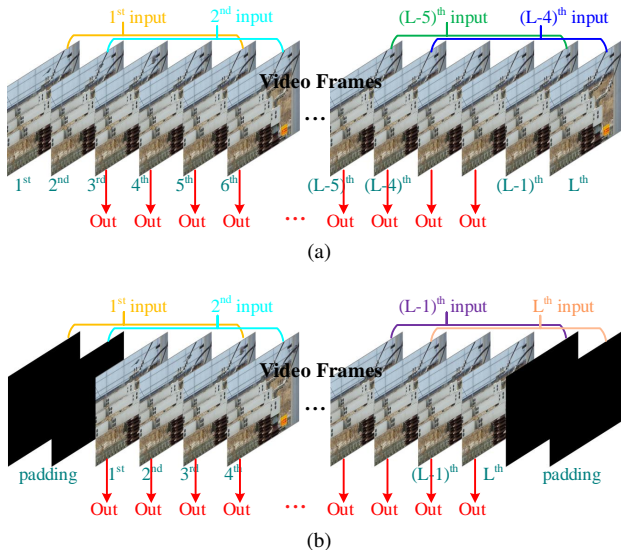 1st input 2nd input (L-5)th input (L-4)th input
Video Frames
...
1st 2nd 3rd 4th 5th 6th (L-5)th (L-4)th (L-1)th Lth
Out Out Out Out ... Out Out Out Out
(a)
1st input 2nd input (L-1)th input Lth input
Video Frames
...
padding 1st 2nd 3rd 4th (L-1)th Lth padding
Out Out Out Out ... Out Out Out Out
(b)